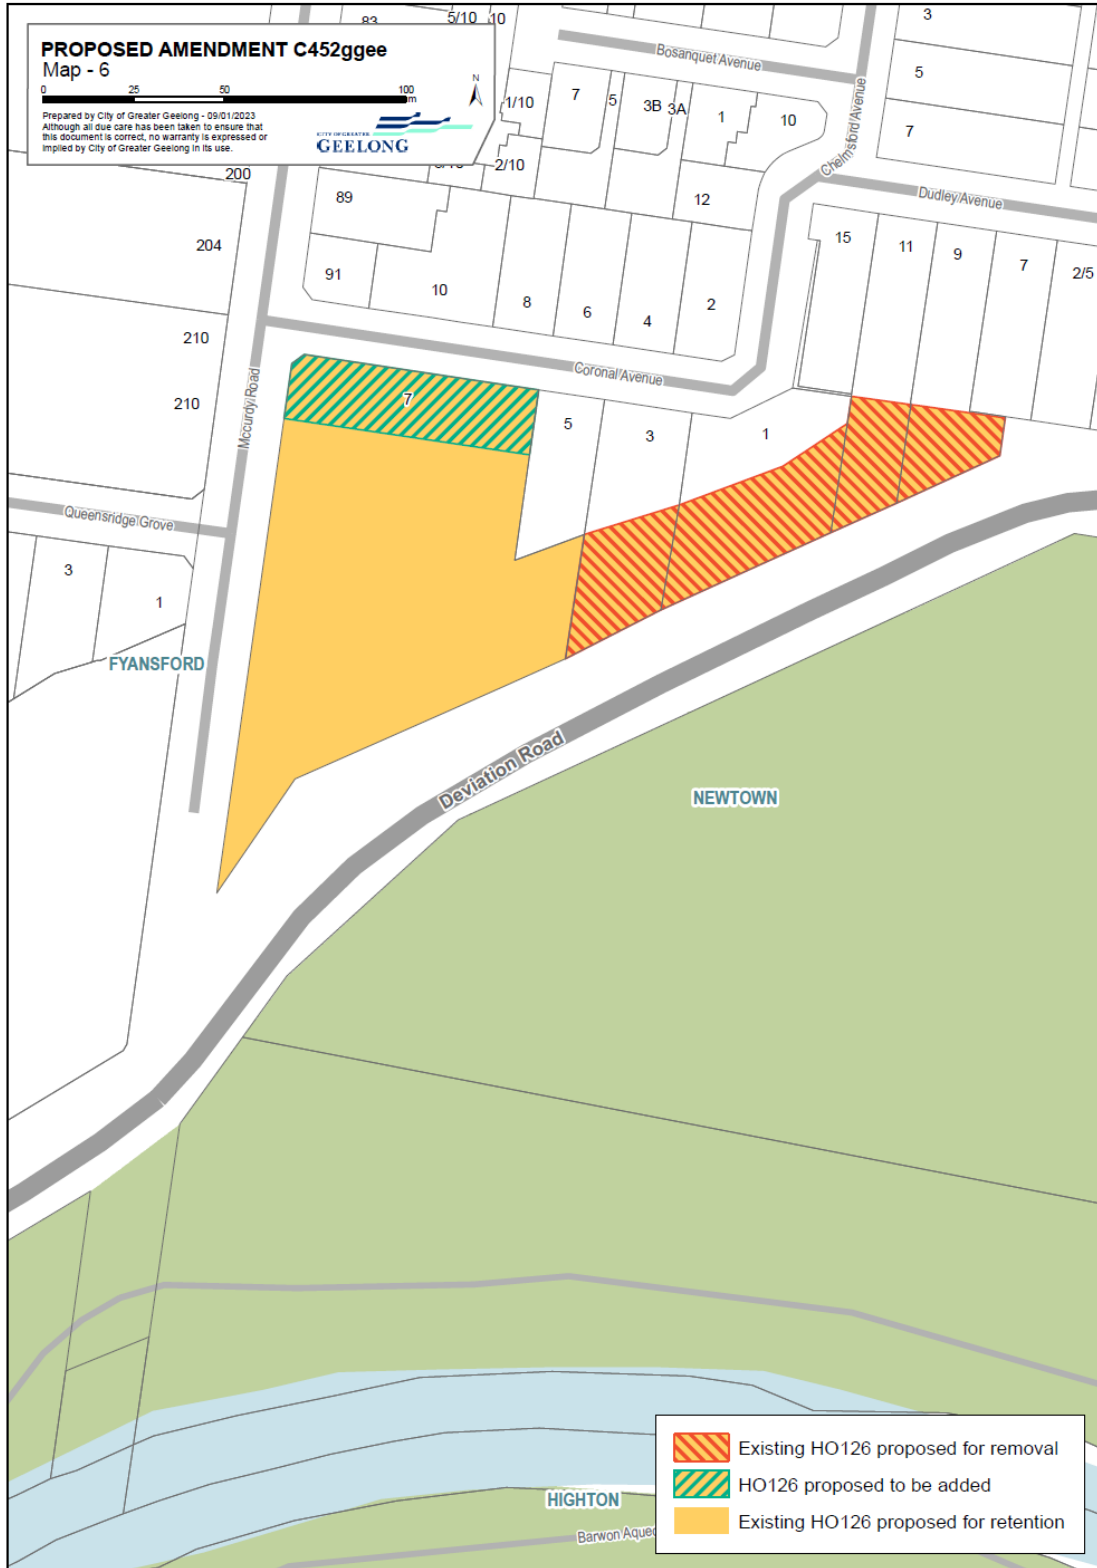 83
5/10
10
3
PROPOSED AMENDMENT C452ggee
Map - 6
0 25 50 100
m
N
Prepared by City of Greater Geelong - 09/01/2023
Although all due care has been taken to ensure that
this document is correct, no warranty is expressed or
implied by City of Greater Geelong in its use.
CITY OF GREATER
GEELONG
Bosanquet Avenue
5
7
1/10
7
5
3B
3A
1
10
Chelmsford Avenue
2/10
200
89
12
Dudley Avenue
204
15
11
9
7
2/5
91
10
8
6
4
2
210
Coronal Avenue
Mccurdy Road
210
7
5
3
1
Queensridge Grove
3
1
FYANSFORD
Deviation Road
NEWTOWN
Existing HO126 proposed for removal
HO126 proposed to be added
Existing HO126 proposed for retention
HIGHTON
Barwon